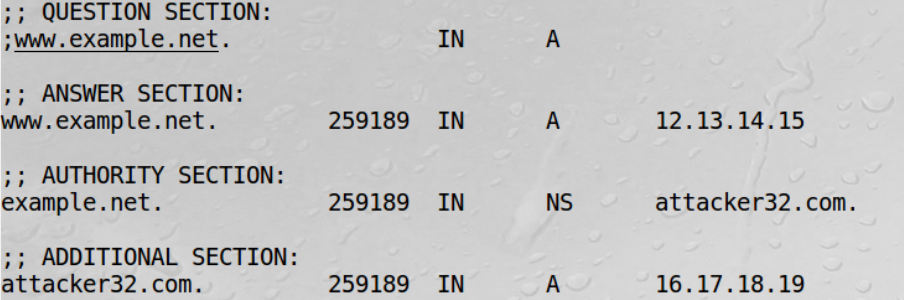 ;; QUESTION SECTION:
;www.example.net. IN A
;; ANSWER SECTION:
www.example.net. 259189 IN A 12.13.14.15
;; AUTHORITY SECTION:
example.net. 259189 IN NS attacker32.com.
;; ADDITIONAL SECTION:
attacker32.com. 259189 IN A 16.17.18.19